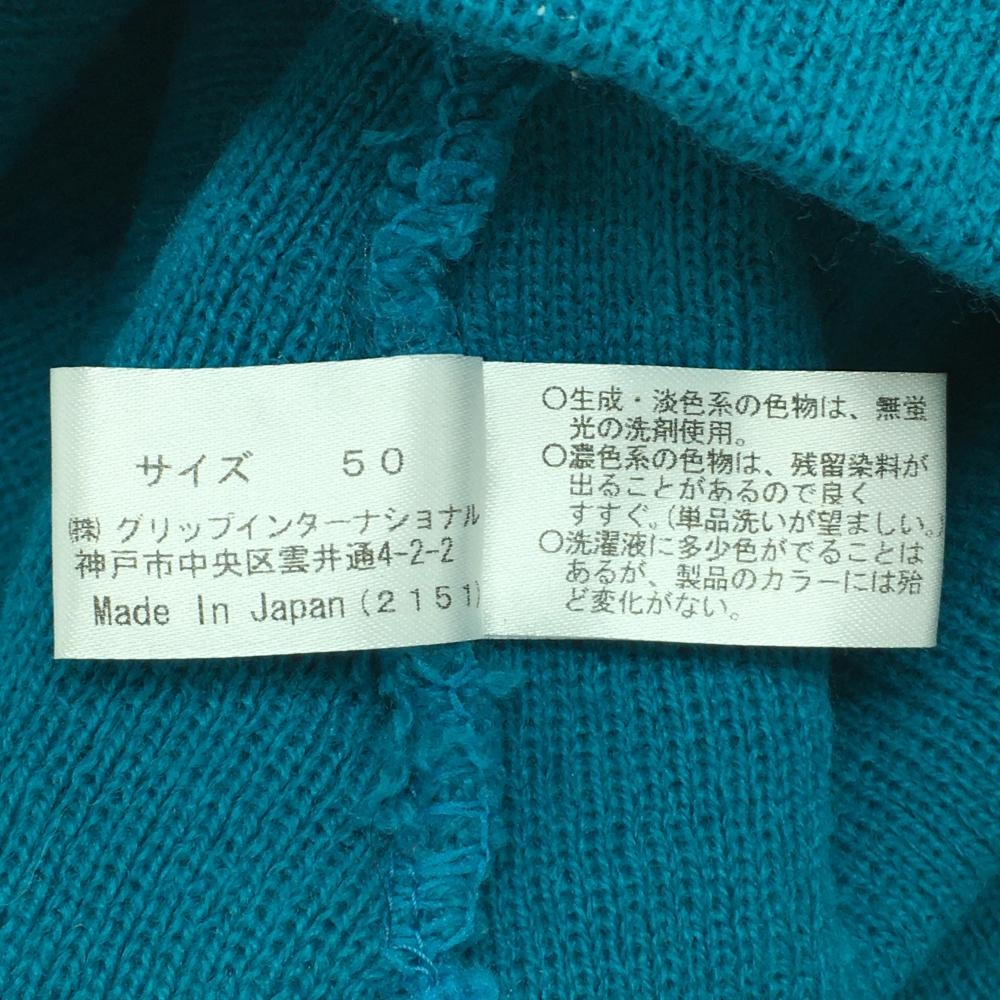 サイズ 50
㈱グリップインターナショナル
神戸市中央区雲井通4-2-2
Made In Japan(2151)
○生成・淡色系の色物は、無蛍
光の洗剤使用。
○濃色系の色物は、残留染料が
出ることがあるので良く
すすぐ。(単品洗いが望ましい。)
○洗濯液に多少色がでることは
あるが、製品のカラーには殆
ど変化がない。